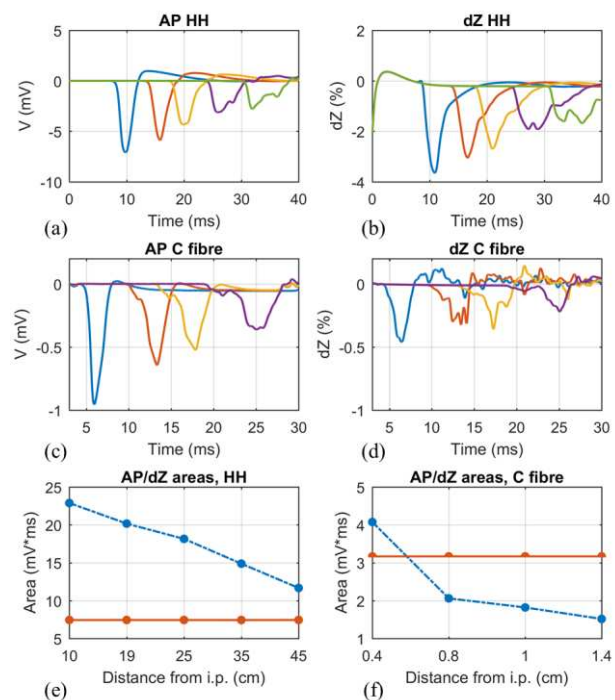 AP HH
dZ HH
5
0
-5
-10
V (mV)
0 10 20 30 40
Time (ms)
(a)
2
0
-2
-4
dZ (%)
0 10 20 30 40
Time (ms)
(b)
AP C fibre
dZ C fibre
0
-0.5
-1
V (mV)
5 10 15 20 25 30
Time (ms)
(c)
0
-0.5
-1
dZ (%)
5 10 15 20 25 30
Time (ms)
(d)
AP/dZ areas, HH
AP/dZ areas, C fibre
25
20
15
10
5
Area (mV*ms)
10 19 25 35 45
Distance from i.p. (cm)
(e)
5
4
3
2
1
Area (mV*ms)
0.4 0.8 1 1.4
Distance from i.p. (cm)
(f)